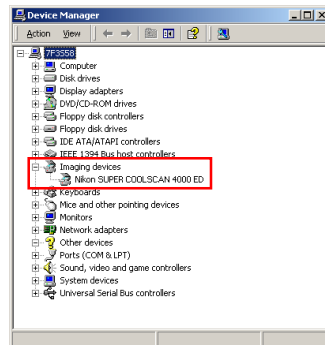 Device Manager
Action View
7F3S58
Computer
Disk drives
Display adapters
DVD/CD-ROM drives
Floppy disk controllers
Floppy disk drives
IDE ATA/ATAPI controllers
IEEE 1394 Bus host controllers
Imaging devices
Nikon SUPER COOLSCAN 4000 ED
Keyboards
Mice and other pointing devices
Monitors
Network adapters
Other devices
Ports (COM & LPT)
Sound, video and game controllers
System devices
Universal Serial Bus controllers